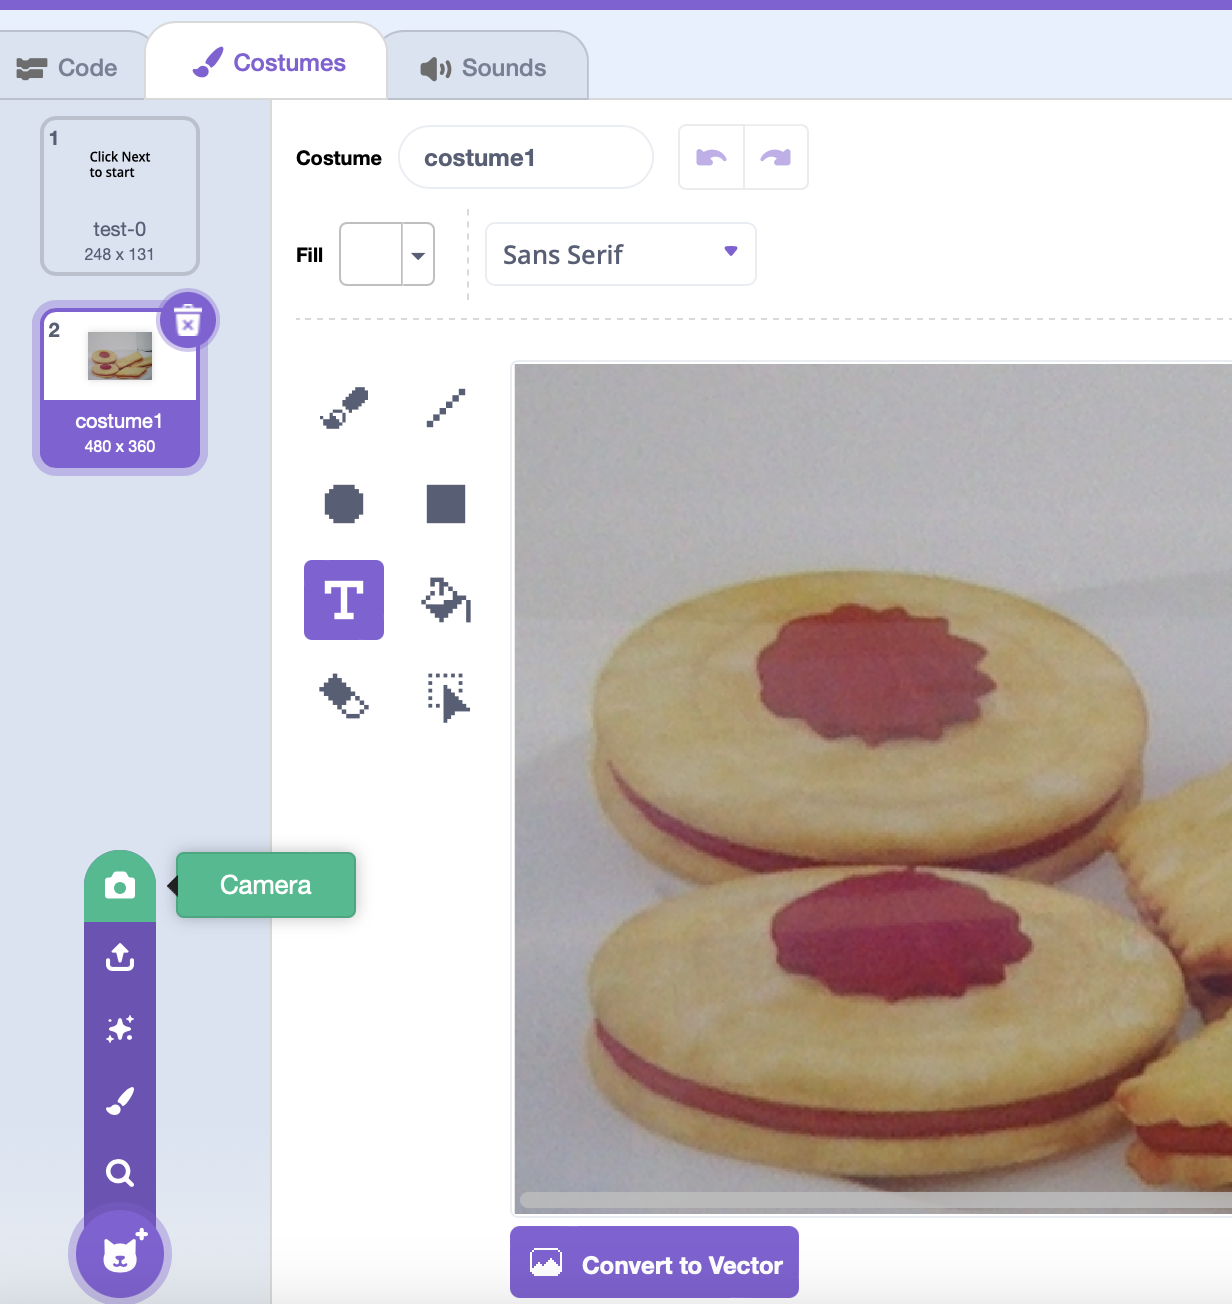 Code
Costumes
Sounds
1
Click Next
to start
test-0
248 x 131
2
costume1
480 x 360
Costume
costume1
Fill
Sans Serif
T
Camera
Convert to Vector